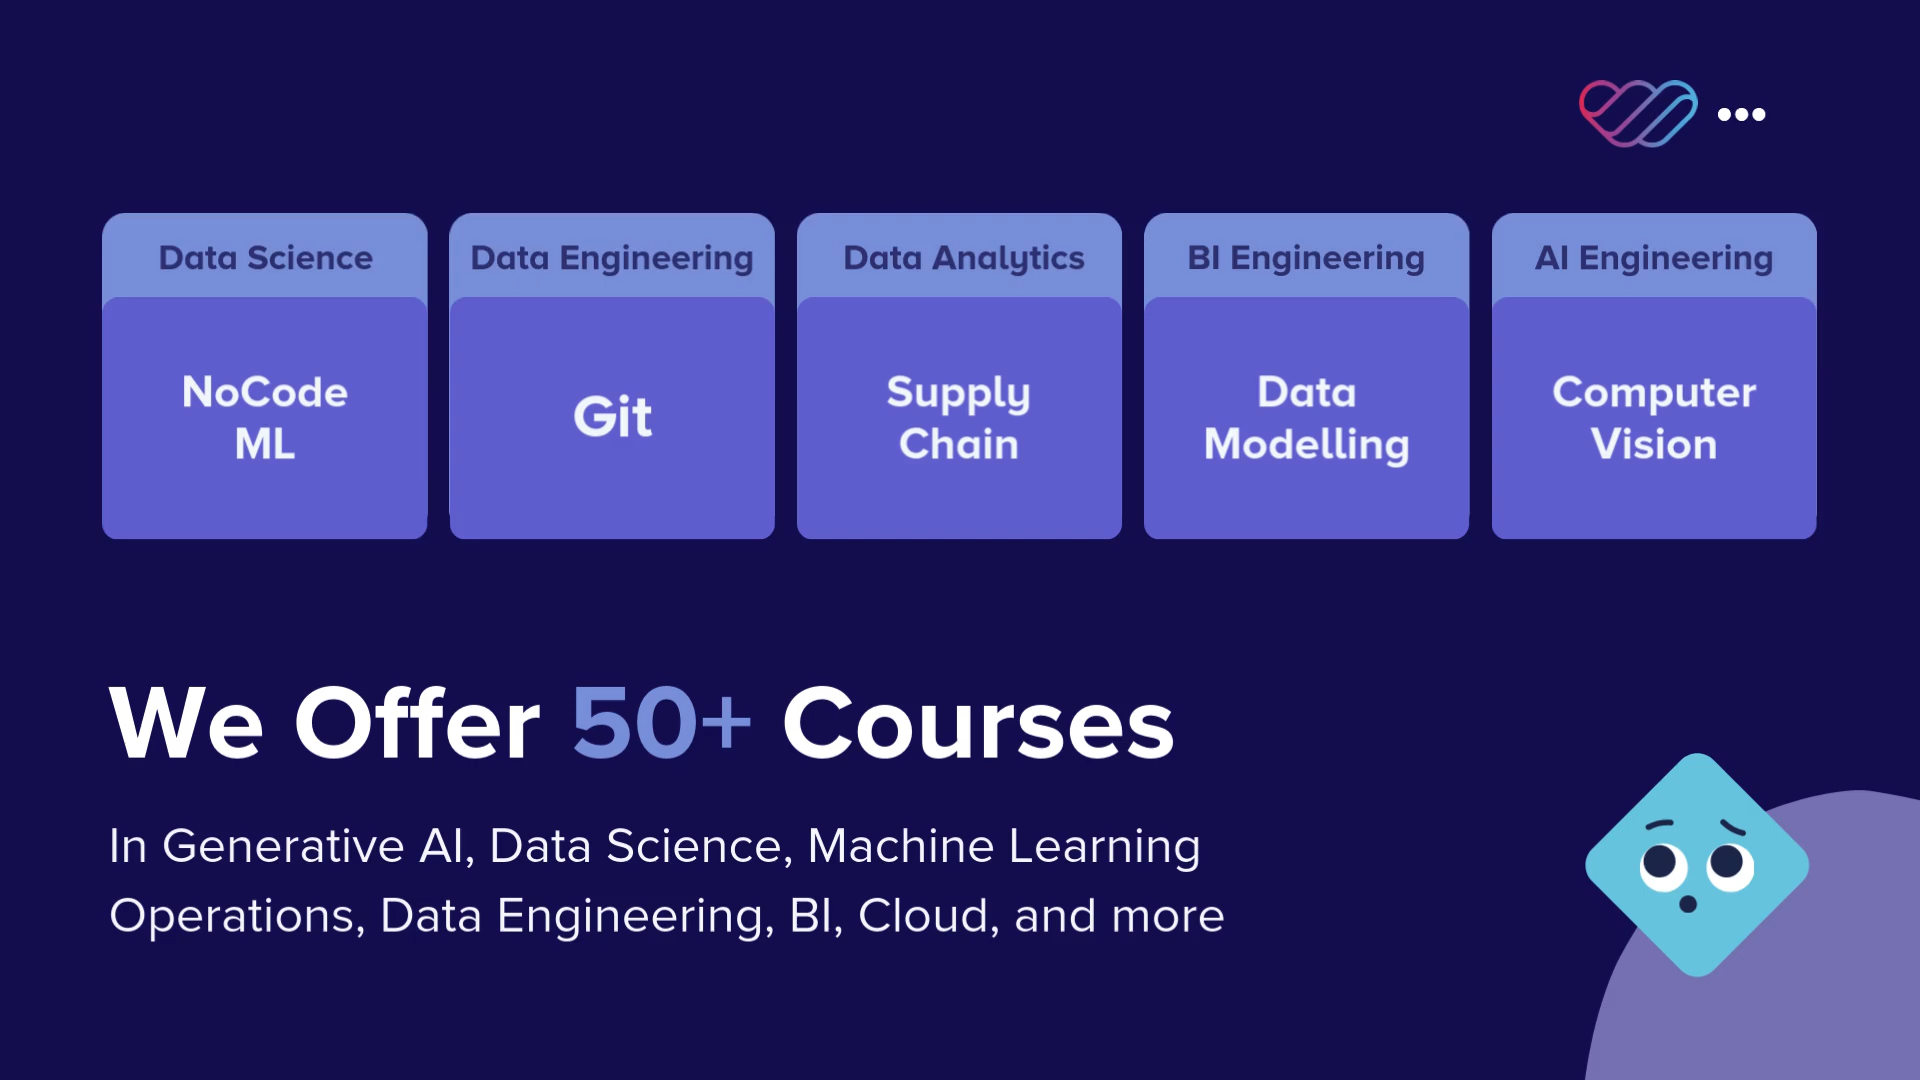 Data Science
NoCode
ML
Data Engineering
Git
Data Analytics
Supply
Chain
BI Engineering
Data
Modelling
AI Engineering
Computer
Vision
We Offer 50+ Courses
In Generative AI, Data Science, Machine Learning
Operations, Data Engineering, BI, Cloud, and more